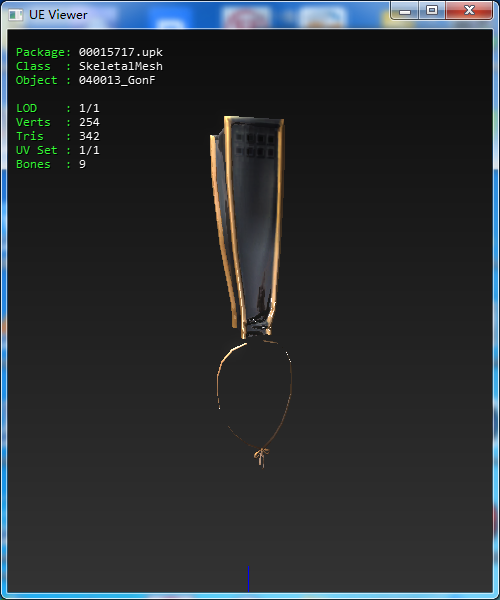 UE Viewer
Package: 00015717.upk
Class : SkeletalMesh
Object : 040013_GonF
LOD : 1/1
Verts : 254
Tris : 342
UV Set : 1/1
Bones : 9